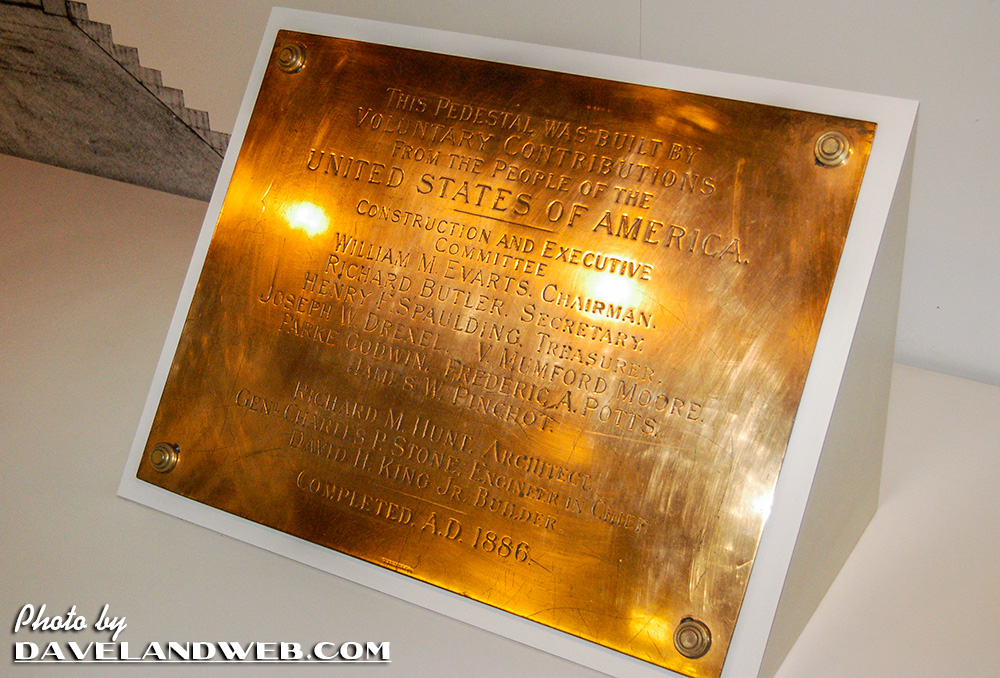 This Pedestal was built by
Voluntary Contributions
from the People of the
United States of America.
Construction and Executive
Committee
William M. Evarts, Chairman.
Richard Butler, Secretary.
Henry F. Spaulding, Treasurer.
Joseph W. Drexel. V. Mumford Moore.
Parke Godwin. Frederic A. Potts.
James W. Pinchot.
Richard M. Hunt, Architect.
Genl. Charles P. Stone, Engineer in Chief.
David H. King Jr. Builder.
Completed, A.D. 1886.
Photo by
DAVELANDWEB.COM